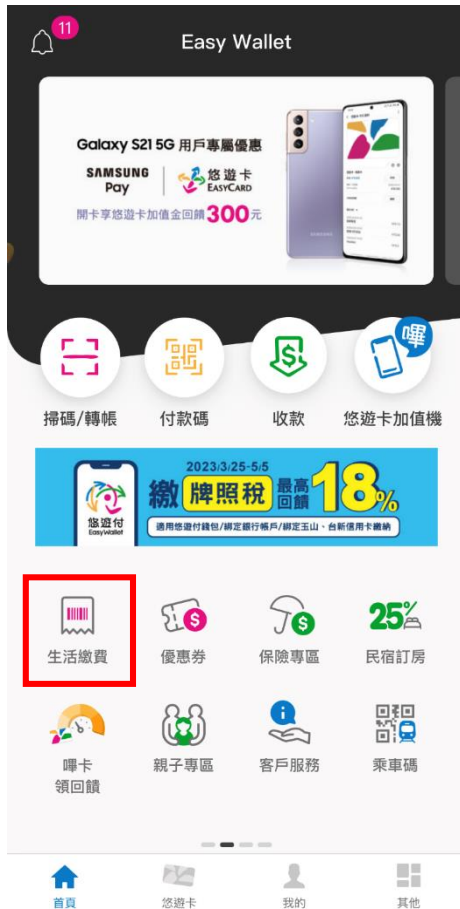 11
Easy Wallet
Galaxy S21 5G 用戶專屬優惠
SAMSUNG
Pay
悠遊卡
EASYCARD
開卡享悠遊卡加值金回饋300元
SAMSUNG
嗶
掃碼/轉帳
付款碼
收款
悠遊卡加值機
悠遊付
EasyWallet
2023/3/25-5/5
繳 牌照稅 最高回饋 18%
適用悠遊付錢包/綁定銀行帳戶/綁定玉山、台新信用卡繳納
生活繳費
優惠券
保險專區
25%
民宿訂房
嗶卡
領回饋
親子專區
客戶服務
乘車碼
首頁
悠遊卡
我的
其他